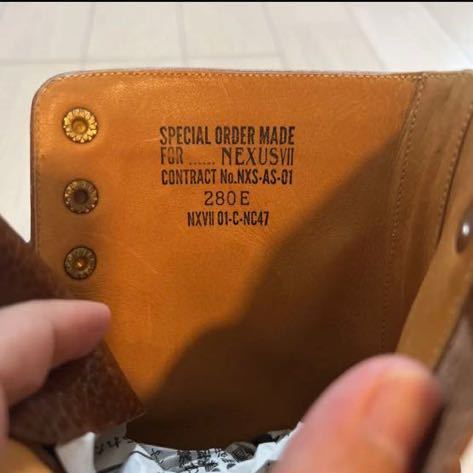 SPECIAL ORDER MADE
FOR ...... NEXUSVII
CONTRACT No.NXS-AS-01
280E
NXVII 01-C-NC47